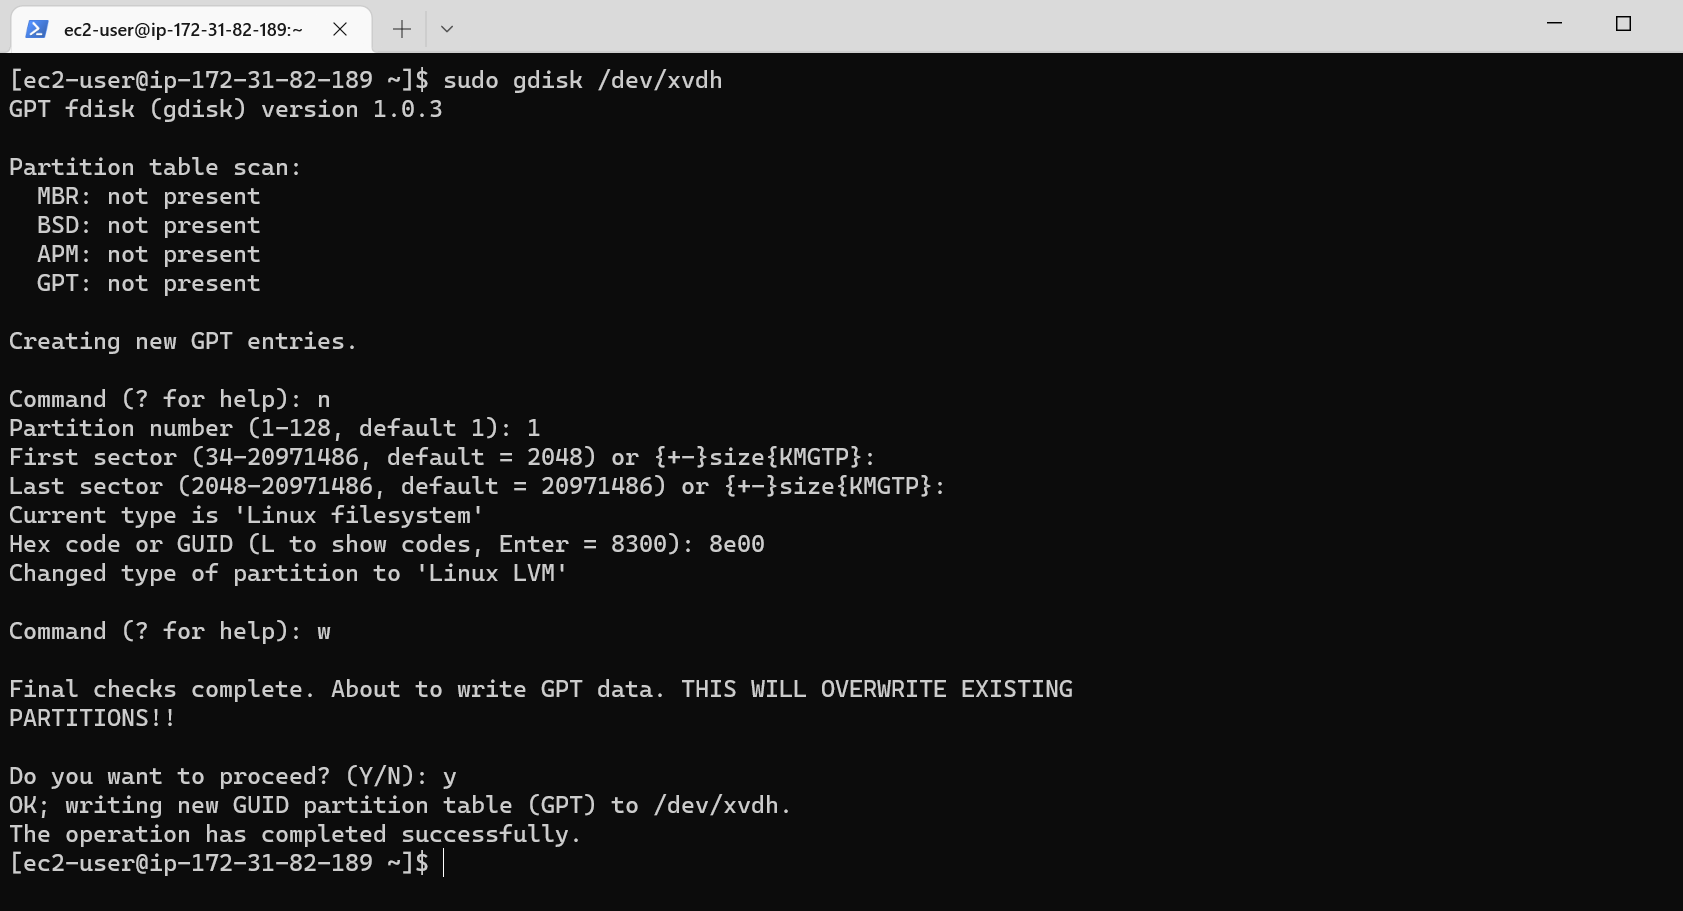 ec2-user@ip-172-31-82-189:~
[ec2-user@ip-172-31-82-189 ~]$ sudo gdisk /dev/xvdh
GPT fdisk (gdisk) version 1.0.3
Partition table scan:
  MBR: not present
  BSD: not present
  APM: not present
  GPT: not present
Creating new GPT entries.
Command (? for help): n
Partition number (1-128, default 1): 1
First sector (34-20971486, default = 2048) or {+-}size{KMGTP}:
Last sector (2048-20971486, default = 20971486) or {+-}size{KMGTP}:
Current type is 'Linux filesystem'
Hex code or GUID (L to show codes, Enter = 8300): 8e00
Changed type of partition to 'Linux LVM'
Command (? for help): w
Final checks complete. About to write GPT data. THIS WILL OVERWRITE EXISTING
PARTITIONS!!
Do you want to proceed? (Y/N): y
OK; writing new GUID partition table (GPT) to /dev/xvdh.
The operation has completed successfully.
[ec2-user@ip-172-31-82-189 ~]$